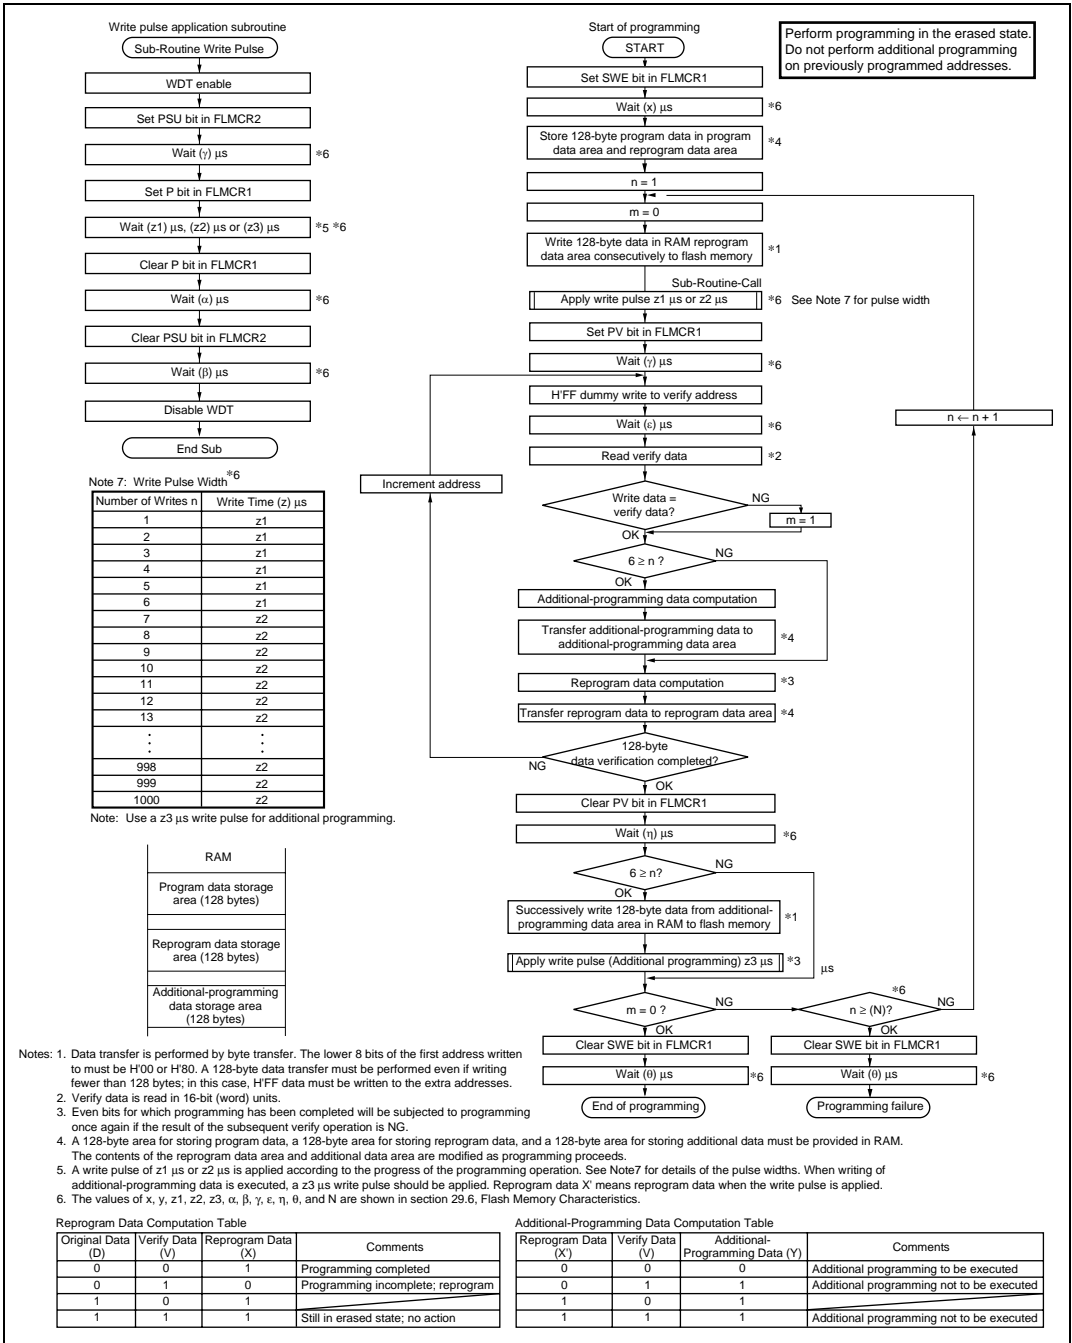 Write pulse application subroutine
Sub-Routine Write Pulse
WDT enable
Set PSU bit in FLMCR2
Wait (γ) µs
*6
Set P bit in FLMCR1
Wait (z1) µs, (z2) µs or (z3) µs
*5 *6
Clear P bit in FLMCR1
Wait (α) µs
*6
Clear PSU bit in FLMCR2
Wait (β) µs
*6
Disable WDT
End Sub
Note 7: Write Pulse Width*6
Number of Writes n Write Time (z) µs
1 z1
2 z1
3 z1
4 z1
5 z1
6 z1
7 z2
8 z2
9 z2
10 z2
11 z2
12 z2
13 z2
998 z2
999 z2
1000 z2
Note: Use a z3 µs write pulse for additional programming.
RAM
Program data storage
area (128 bytes)
Reprogram data storage
area (128 bytes)
Additional-programming
data storage area
(128 bytes)
Start of programming
START
Perform programming in the erased state.
Do not perform additional programming
on previously programmed addresses.
Set SWE bit in FLMCR1
Wait (x) µs
*6
Store 128-byte program data in program
data area and reprogram data area
*4
n = 1
m = 0
Write 128-byte data in RAM reprogram
data area consecutively to flash memory
*1
Sub-Routine-Call
Apply write pulse z1 µs or z2 µs
*6 See Note 7 for pulse width
Set PV bit in FLMCR1
Wait (γ) µs
*6
H'FF dummy write to verify address
n ← n + 1
Wait (ε) µs
*6
Read verify data
*2
Increment address
Write data =
verify data?
NG
m = 1
OK
6 ≥ n ?
NG
OK
Additional-programming data computation
Transfer additional-programming data to
additional-programming data area
*4
Reprogram data computation
*3
Transfer reprogram data to reprogram data area
*4
128-byte
data verification completed?
NG
OK
Clear PV bit in FLMCR1
Wait (η) µs
*6
6 ≥ n?
NG
OK
Successively write 128-byte data from additional-
programming data area in RAM to flash memory
*1
Apply write pulse (Additional programming) z3 µs
*3
µs
m = 0 ?
NG
*6
n ≥ (N)?
NG
OK
OK
Clear SWE bit in FLMCR1
Clear SWE bit in FLMCR1
Wait (θ) µs
*6
Wait (θ) µs
*6
End of programming
Programming failure
Notes: 1. Data transfer is performed by byte transfer. The lower 8 bits of the first address written
to must be H'00 or H'80. A 128-byte data transfer must be performed even if writing
fewer than 128 bytes; in this case, H'FF data must be written to the extra addresses.
2. Verify data is read in 16-bit (word) units.
3. Even bits for which programming has been completed will be subjected to programming
once again if the result of the subsequent verify operation is NG.
4. A 128-byte area for storing program data, a 128-byte area for storing reprogram data, and a 128-byte area for storing additional data must be provided in RAM.
The contents of the reprogram data area and additional data area are modified as programming proceeds.
5. A write pulse of z1 µs or z2 µs is applied according to the progress of the programming operation. See Note7 for details of the pulse widths. When writing of
additional-programming data is executed, a z3 µs write pulse should be applied. Reprogram data X' means reprogram data when the write pulse is applied.
6. The values of x, y, z1, z2, z3, α, β, γ, ε, η, θ, and N are shown in section 29.6, Flash Memory Characteristics.
Reprogram Data Computation Table
Original Data (D) Verify Data (V) Reprogram Data (X) Comments
0 0 1 Programming completed
0 1 0 Programming incomplete; reprogram
1 0 1
1 1 1 Still in erased state; no action
Additional-Programming Data Computation Table
Reprogram Data (X') Verify Data (V) Additional-Programming Data (Y) Comments
0 0 0 Additional programming to be executed
0 1 1 Additional programming not to be executed
1 0 1
1 1 1 Additional programming not to be executed